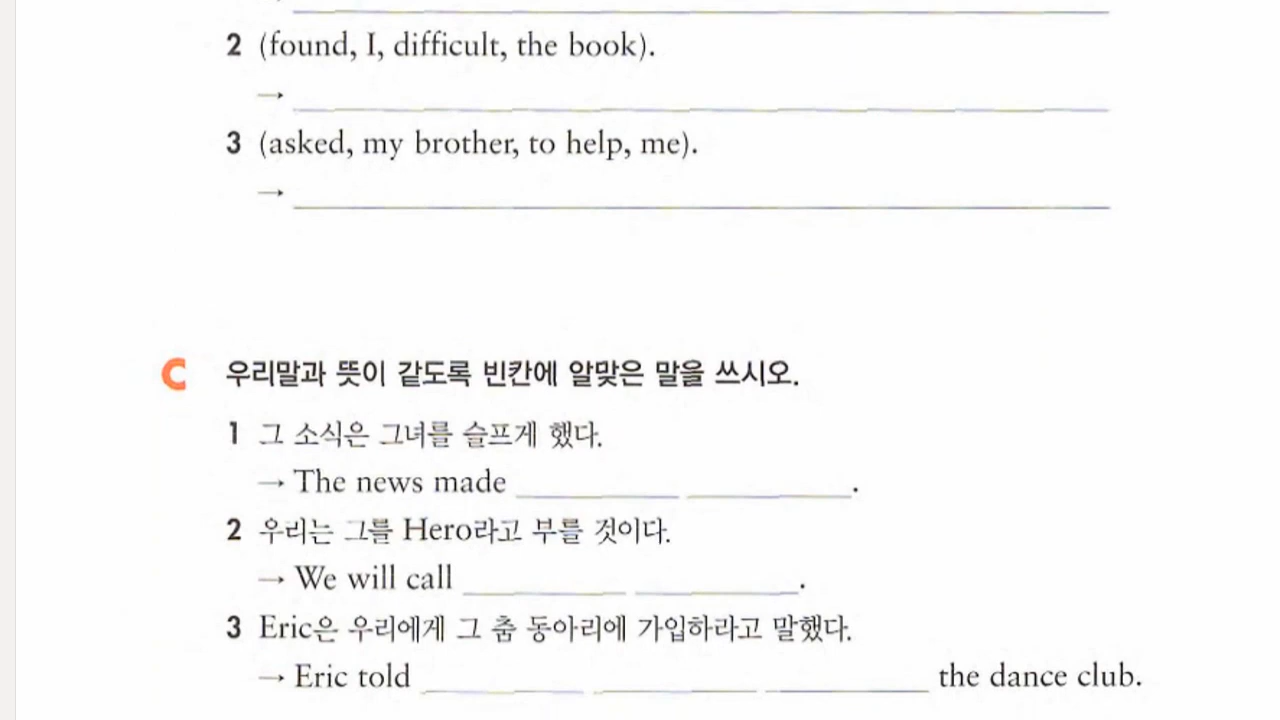 2 (found, I, difficult, the book).
→
3 (asked, my brother, to help, me).
→
C 우리말과 뜻이 같도록 빈칸에 알맞은 말을 쓰시오.
1 그 소식은 그녀를 슬프게 했다.
→ The news made ________ ________.
2 우리는 그를 Hero라고 부를 것이다.
→ We will call ________ ________.
3 Eric은 우리에게 그 춤 동아리에 가입하라고 말했다.
→ Eric told ________ ________ ________ the dance club.